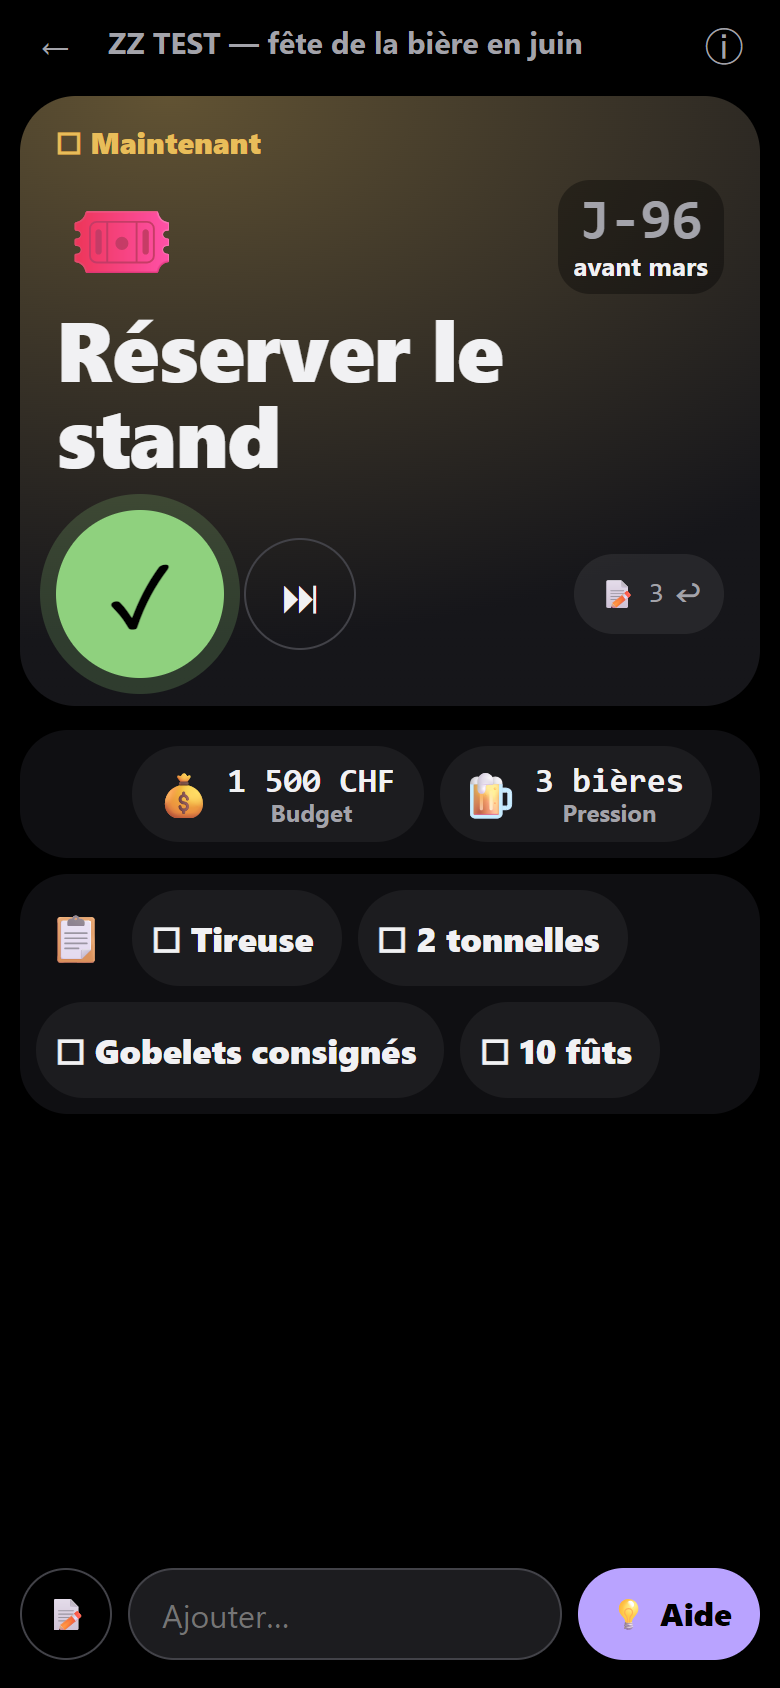 ← ZZ TEST — fête de la bière en juin ⓘ
☐ Maintenant
J-96
avant mars
Réserver le
stand
3 ↩
1 500 CHF
Budget
3 bières
Pression
☐ Tireuse
☐ 2 tonnelles
☐ Gobelets consignés
☐ 10 fûts
Ajouter...
Aide